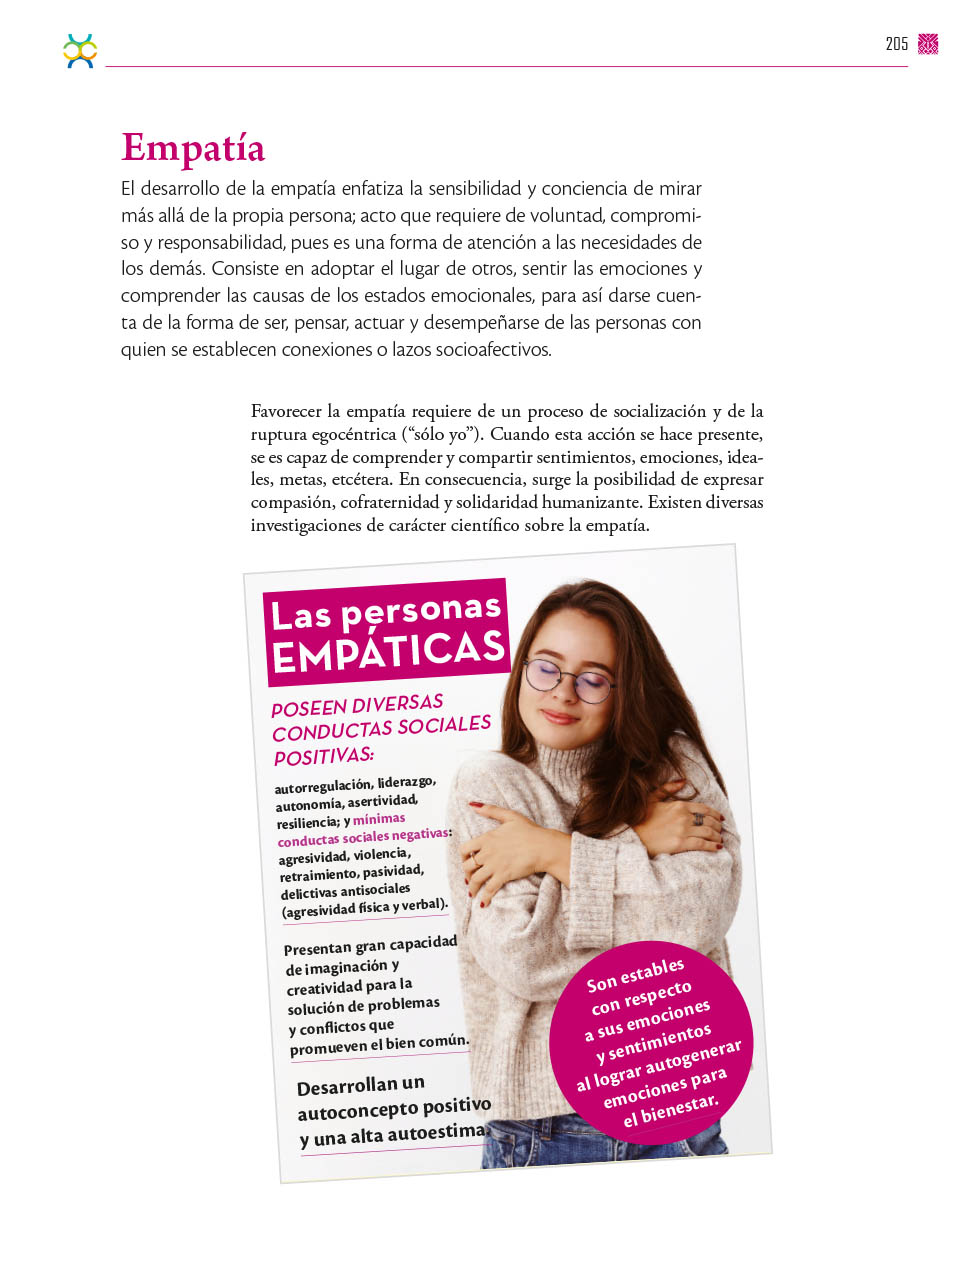 205
Empatía
El desarrollo de la empatía enfatiza la sensibilidad y conciencia de mirar
más allá de la propia persona; acto que requiere de voluntad, compromi-
so y responsabilidad, pues es una forma de atención a las necesidades de
los demás. Consiste en adoptar el lugar de otros, sentir las emociones y
comprender las causas de los estados emocionales, para así darse cuen-
ta de la forma de ser, pensar, actuar y desempeñarse de las personas con
quien se establecen conexiones o lazos socioafectivos.
Favorecer la empatía requiere de un proceso de socialización y de la
ruptura egocéntrica (“sólo yo”). Cuando esta acción se hace presente,
se es capaz de comprender y compartir sentimientos, emociones, idea-
les, metas, etcétera. En consecuencia, surge la posibilidad de expresar
compasión, cofraternidad y solidaridad humanizante. Existen diversas
investigaciones de carácter científico sobre la empatía.
Las personas
EMPÁTICAS
POSEEN DIVERSAS
CONDUCTAS SOCIALES
POSITIVAS:
autorregulación, liderazgo,
autonomía, asertividad,
resiliencia; y mínimas
conductas sociales negativas:
agresividad, violencia,
retraimiento, pasividad,
delictivas antisociales
(agresividad física y verbal).
Presentan gran capacidad
de imaginación y
creatividad para la
solución de problemas
y conflictos que
promueven el bien común.
Desarrollan un
autoconcepto positivo
y una alta autoestima.
Son estables
con respecto
a sus emociones
y sentimientos
al lograr autogenerar
emociones para
el bienestar.